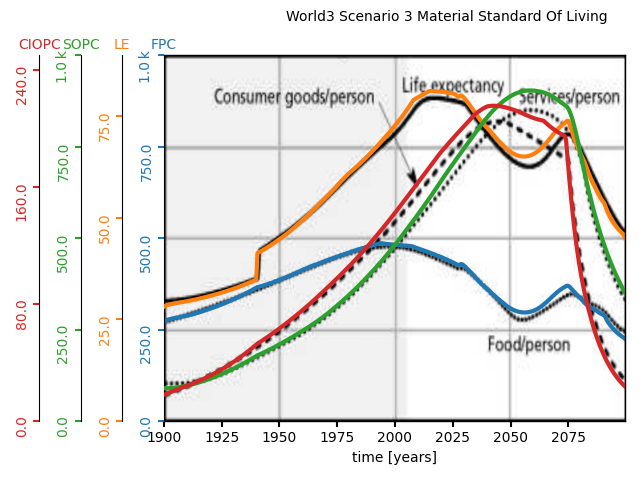 World3 Scenario 3 Material Standard Of Living
CIOPC SOPC LE FPC
240.0
160.0
80.0
0.0
1.0 k
750.0
500.0
250.0
0.0
75.0
50.0
25.0
0.0
1.0 k
750.0
500.0
250.0
0.0
Life expectancy
Consumer goods/person
Services/person
Food/person
1900 1925 1950 1975 2000 2025 2050 2075
time [years]